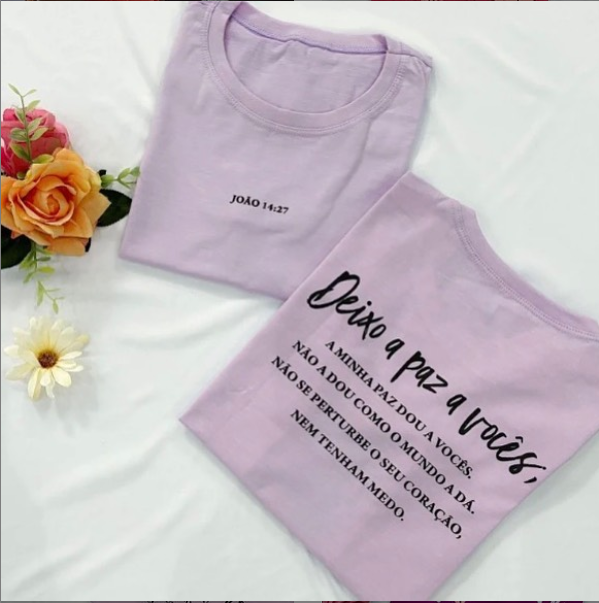 JOÃO 14:27
Deixo a paz a vocês,
A MINHA PAZ DOU A VOCÊS.
NÃO A DOU COMO O MUNDO A DÁ.
NÃO SE PERTURBE O SEU CORAÇÃO,
NEM TENHAM MEDO.